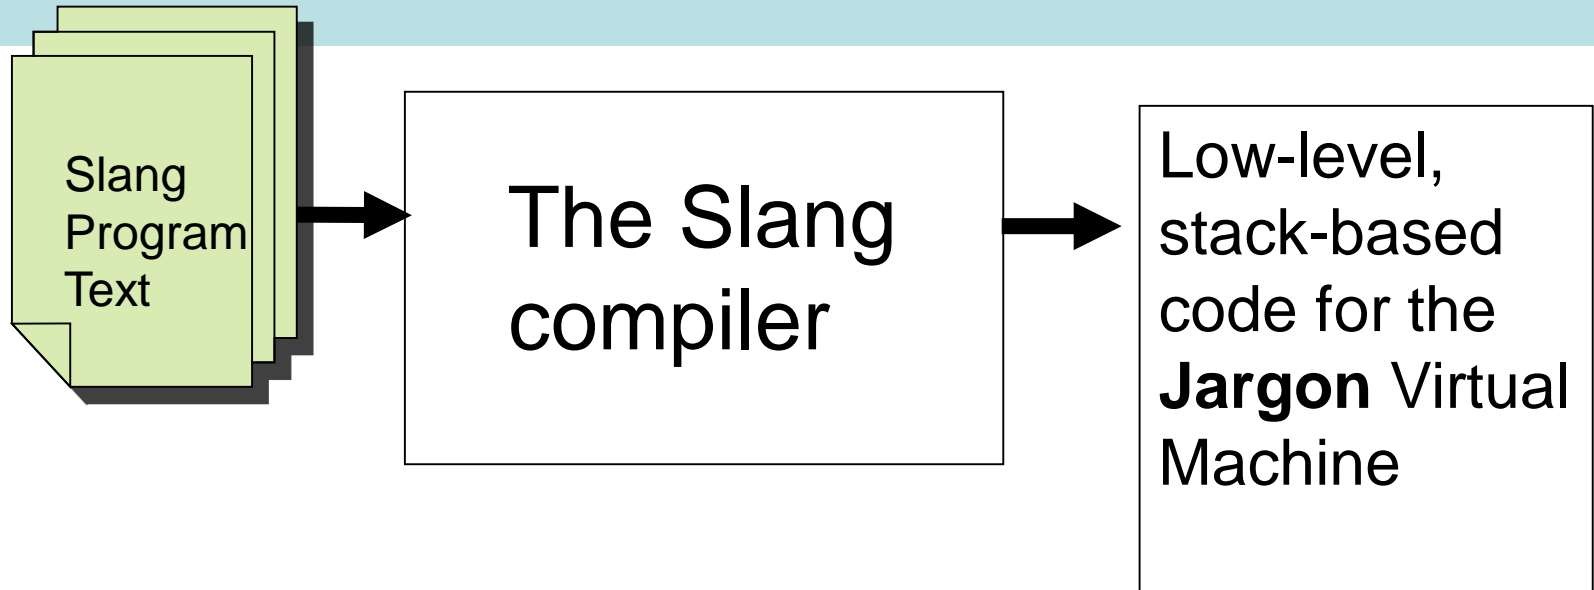 Slang
Program
Text
The Slang
compiler
Low-level,
stack-based
code for the
Jargon Virtual
Machine